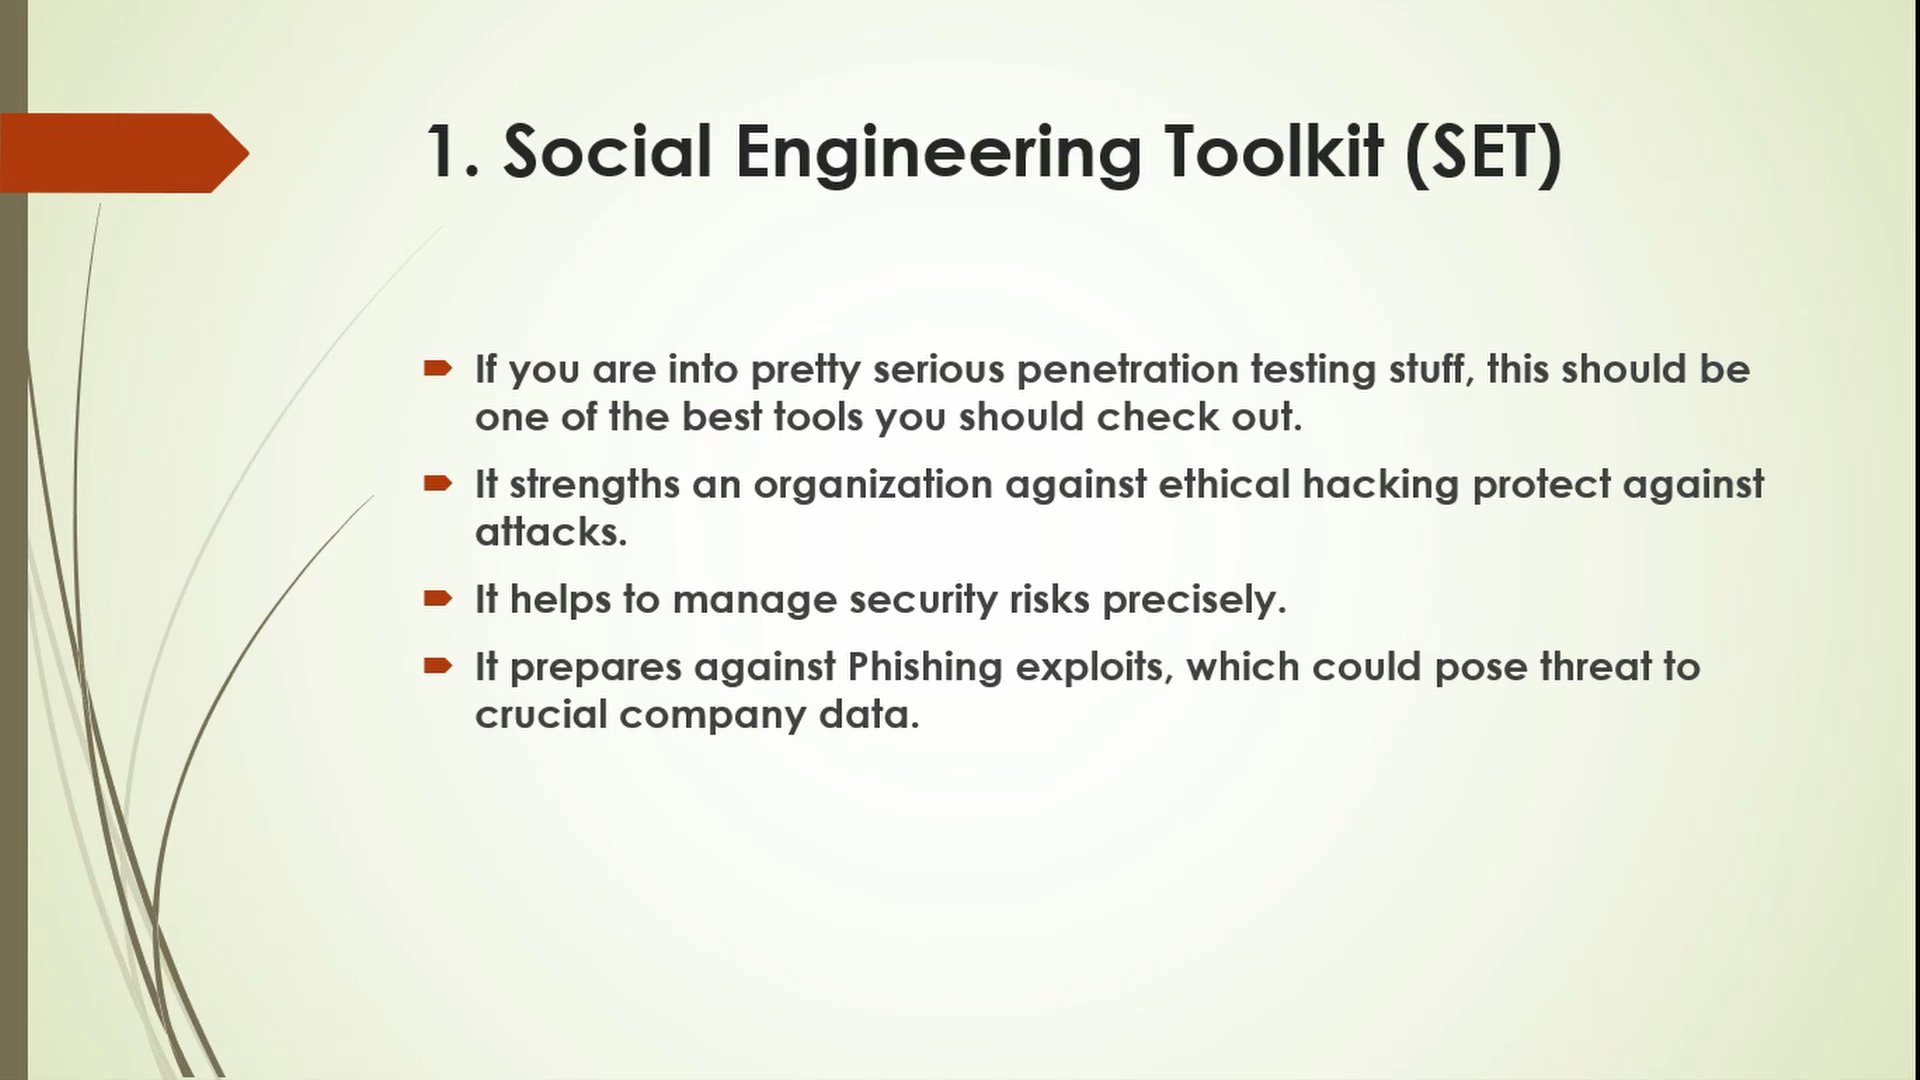 1. Social Engineering Toolkit (SET)
If you are into pretty serious penetration testing stuff, this should be
one of the best tools you should check out.
It strengths an organization against ethical hacking protect against
attacks.
It helps to manage security risks precisely.
It prepares against Phishing exploits, which could pose threat to
crucial company data.